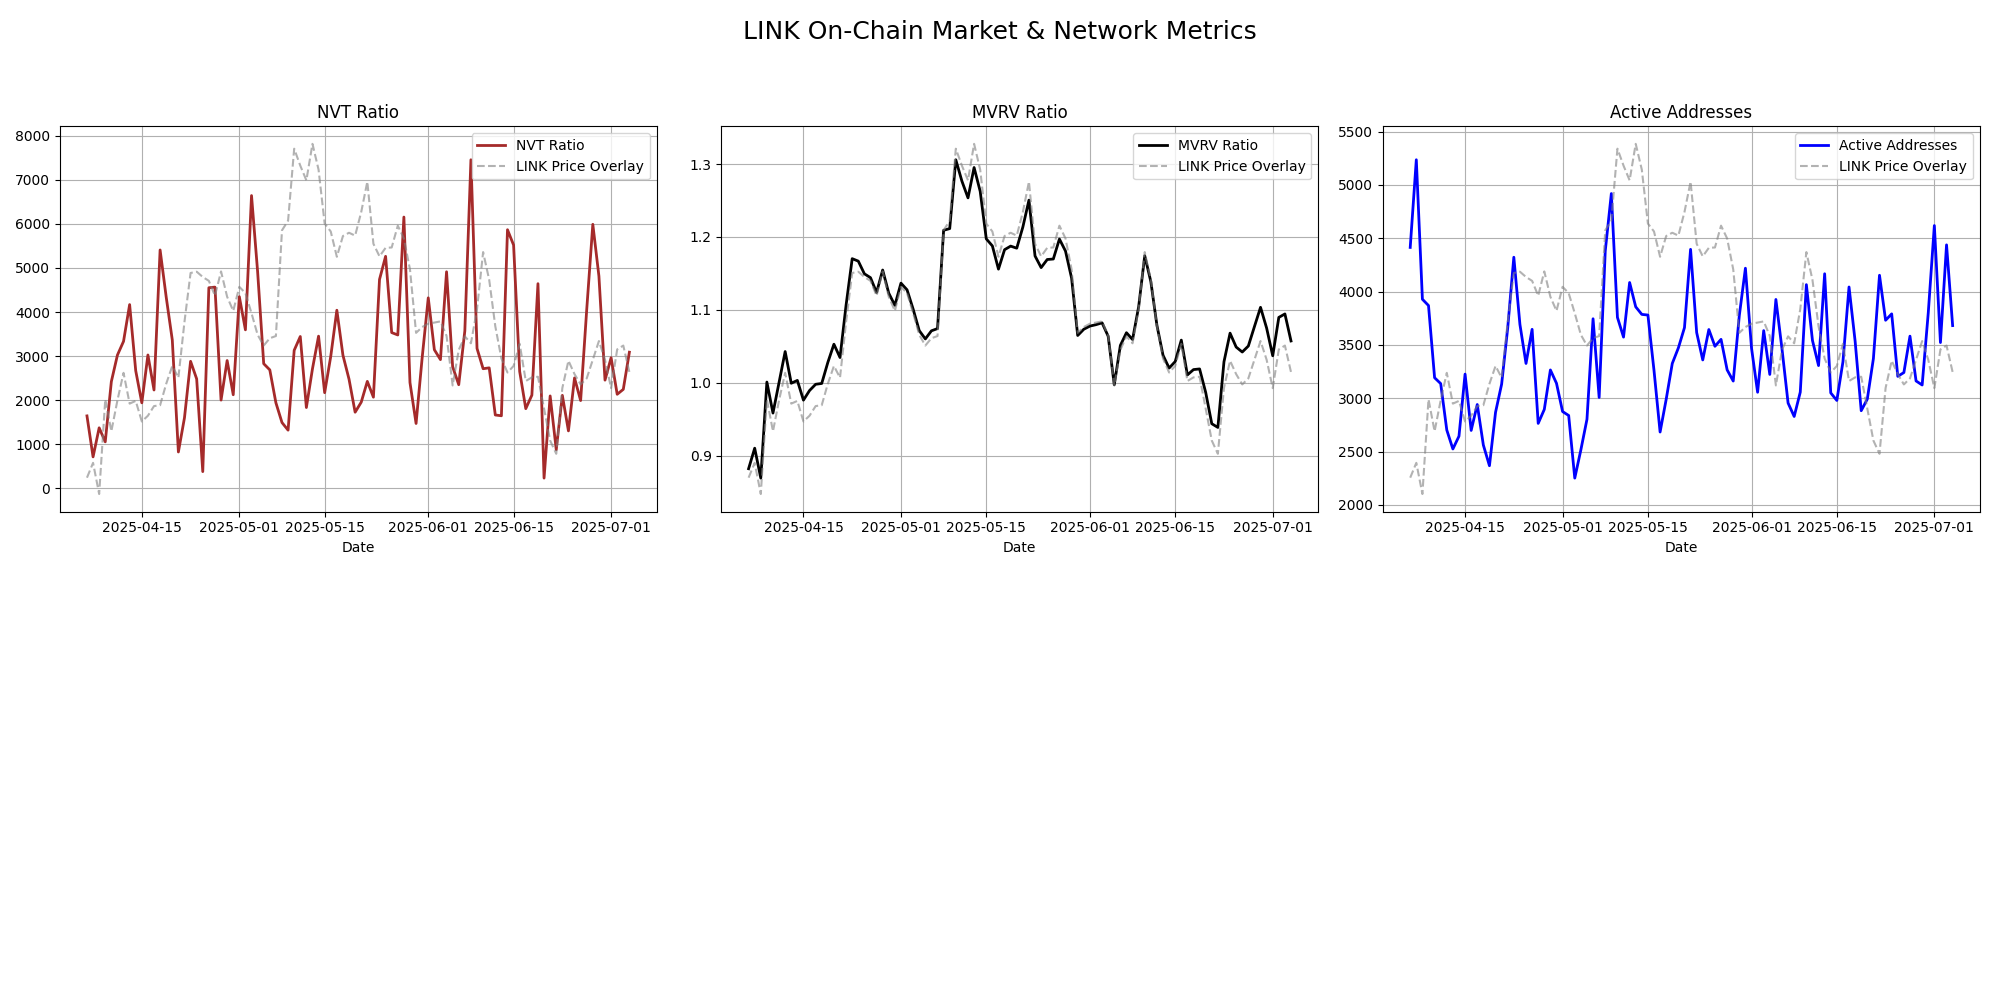 LINK On-Chain Market & Network Metrics
NVT Ratio
8000
7000
6000
5000
4000
3000
2000
1000
0
NVT Ratio
LINK Price Overlay
2025-04-15 2025-05-01 2025-05-15 2025-06-01 2025-06-15 2025-07-01
Date
MVRV Ratio
1.3
1.2
1.1
1.0
0.9
MVRV Ratio
LINK Price Overlay
2025-04-15 2025-05-01 2025-05-15 2025-06-01 2025-06-15 2025-07-01
Date
Active Addresses
5500
5000
4500
4000
3500
3000
2500
2000
Active Addresses
LINK Price Overlay
2025-04-15 2025-05-01 2025-05-15 2025-06-01 2025-06-15 2025-07-01
Date